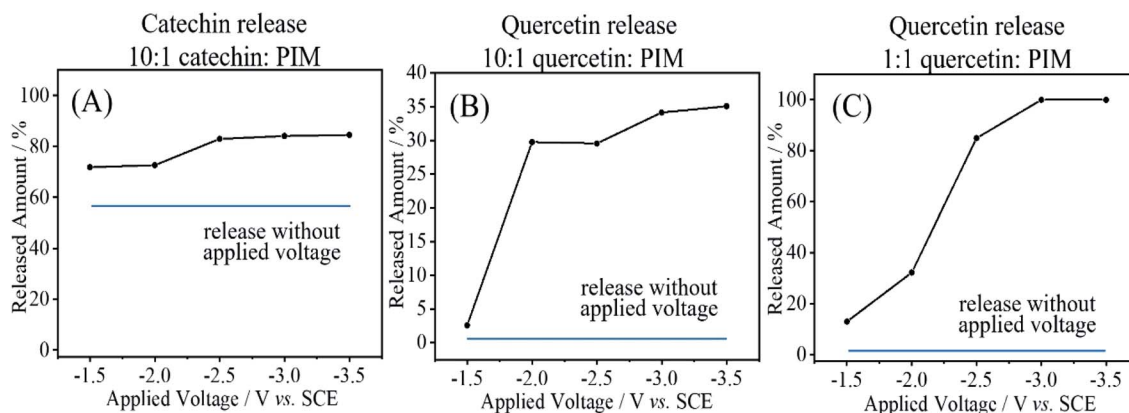 Catechin release
10:1 catechin: PIM
(A)
Released Amount / %
100
80
60
40
20
0
release without
applied voltage
-1.5 -2.0 -2.5 -3.0 -3.5
Applied Voltage / V vs. SCE
Quercetin release
10:1 quercetin: PIM
(B)
Released Amount / %
40
35
30
25
20
15
10
5
0
release without
applied voltage
-1.5 -2.0 -2.5 -3.0 -3.5
Applied Voltage / V vs. SCE
Quercetin release
1:1 quercetin: PIM
(C)
Released Amount / %
100
80
60
40
20
0
release without
applied voltage
-1.5 -2.0 -2.5 -3.0 -3.5
Applied Voltage / V vs. SCE